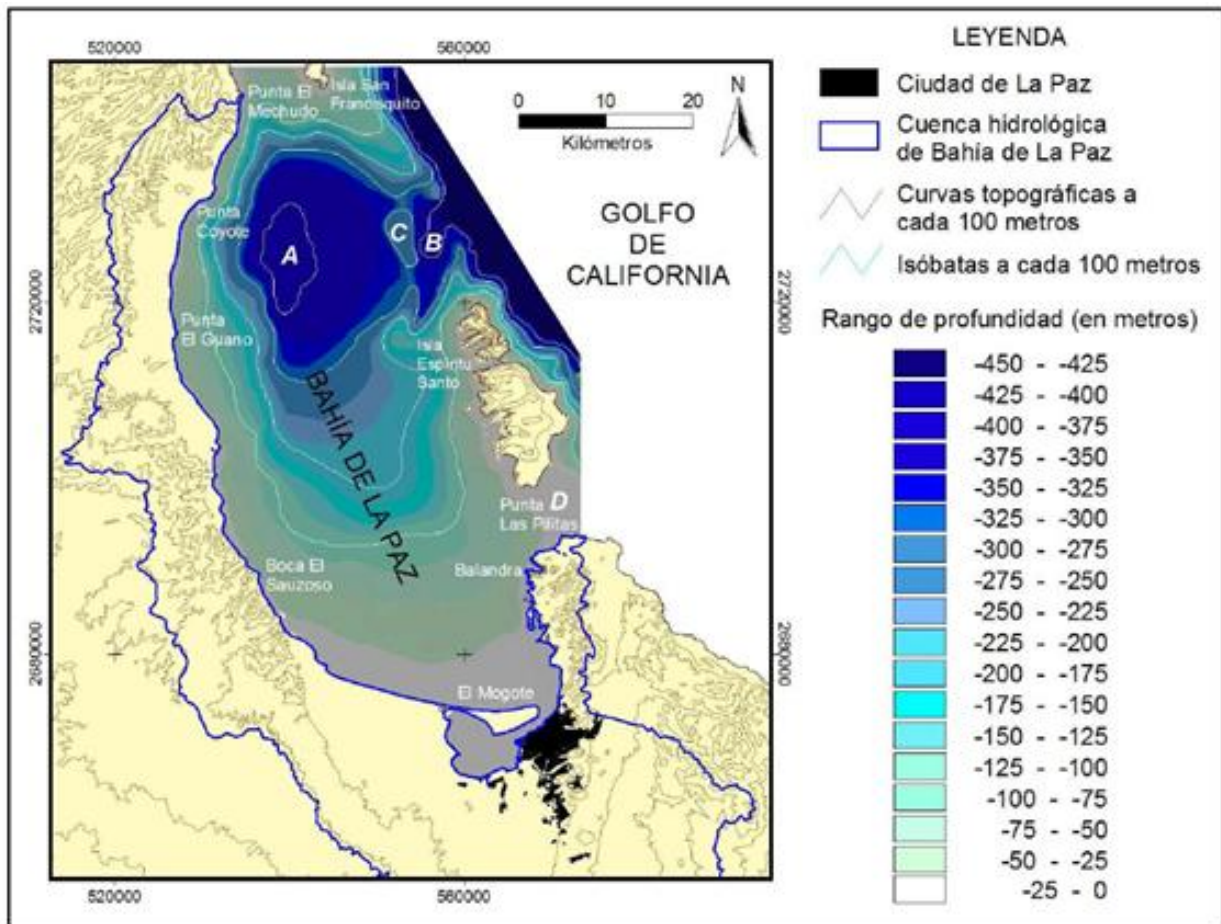 520000
560000
Punta El
Mechudo
Isla San
Francisquito
0 10 20
Kilómetros
N
GOLFO
DE
CALIFORNIA
Punta
Coyote
A
C
B
2720000
2720000
Punta
El Guano
Isla
Espíritu
Santo
BAHÍA DE LA PAZ
Punta D
Las Pilitas
Boca El
Sauzoso
Balandra
2680000
2680000
El Mogote
520000
560000
LEYENDA
Ciudad de La Paz
Cuenca hidrológica
de Bahía de La Paz
Curvas topográficas a
cada 100 metros
Isóbatas a cada 100 metros
Rango de profundidad (en metros)
-450 - -425
-425 - -400
-400 - -375
-375 - -350
-350 - -325
-325 - -300
-300 - -275
-275 - -250
-250 - -225
-225 - -200
-200 - -175
-175 - -150
-150 - -125
-125 - -100
-100 - -75
-75 - -50
-50 - -25
-25 - 0